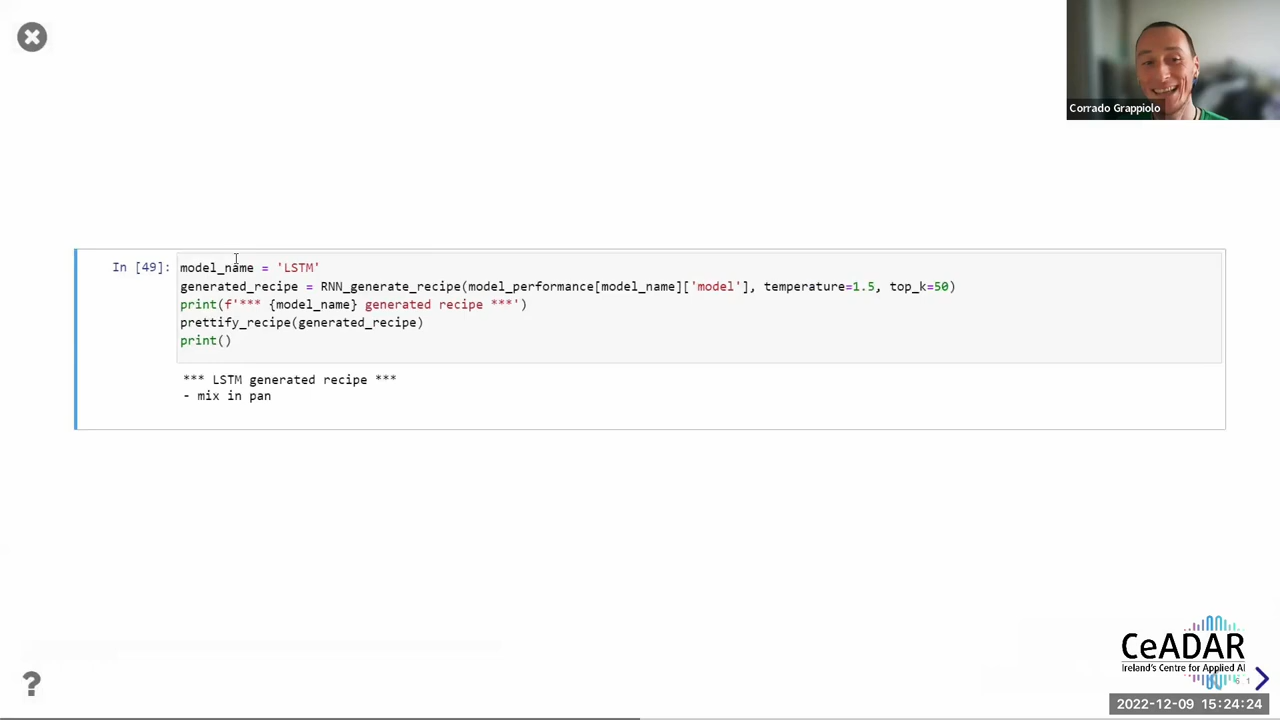 Corrado Grappiolo
In [49]:
model_name = 'LSTM'
generated_recipe = RNN_generate_recipe(model_performance[model_name]['model'], temperature=1.5, top_k=50)
print(f'*** {model_name} generated recipe ***')
prettify_recipe(generated_recipe)
print()
*** LSTM generated recipe ***
- mix in pan
CeADAR
Ireland's Centre for Applied AI
?
6 1
2022-12-09 15:24:24